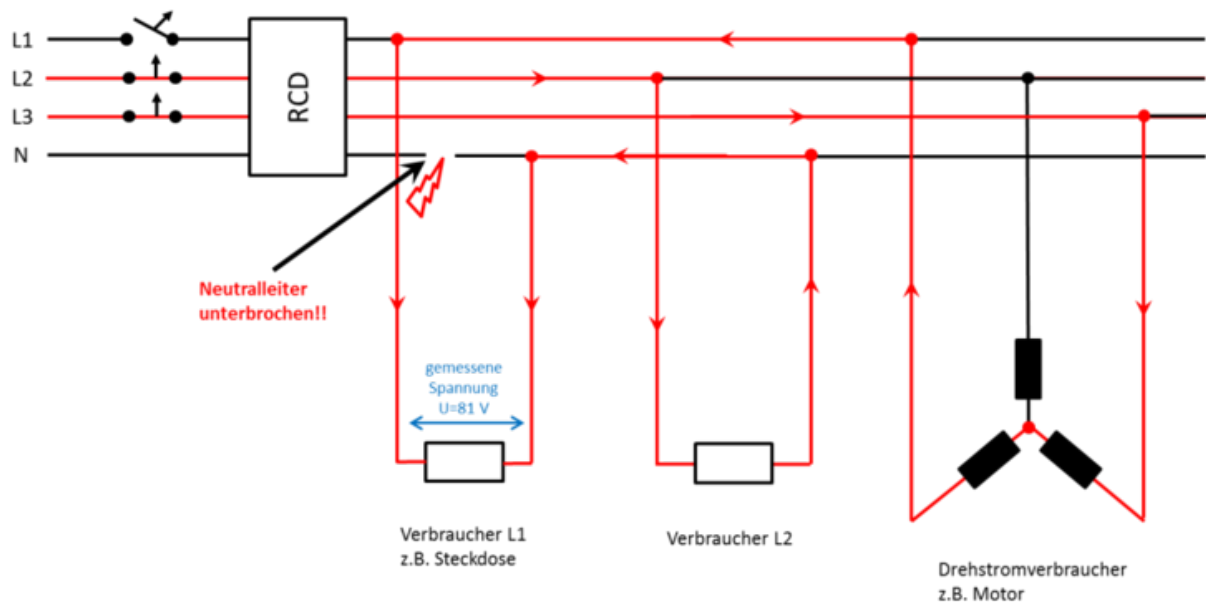 L1
L2
L3
N
RCD
Neutralleiter
unterbrochen!!
gemessene
Spannung
U=81 V
Verbraucher L1
z.B. Steckdose
Verbraucher L2
Drehstromverbraucher
z.B. Motor